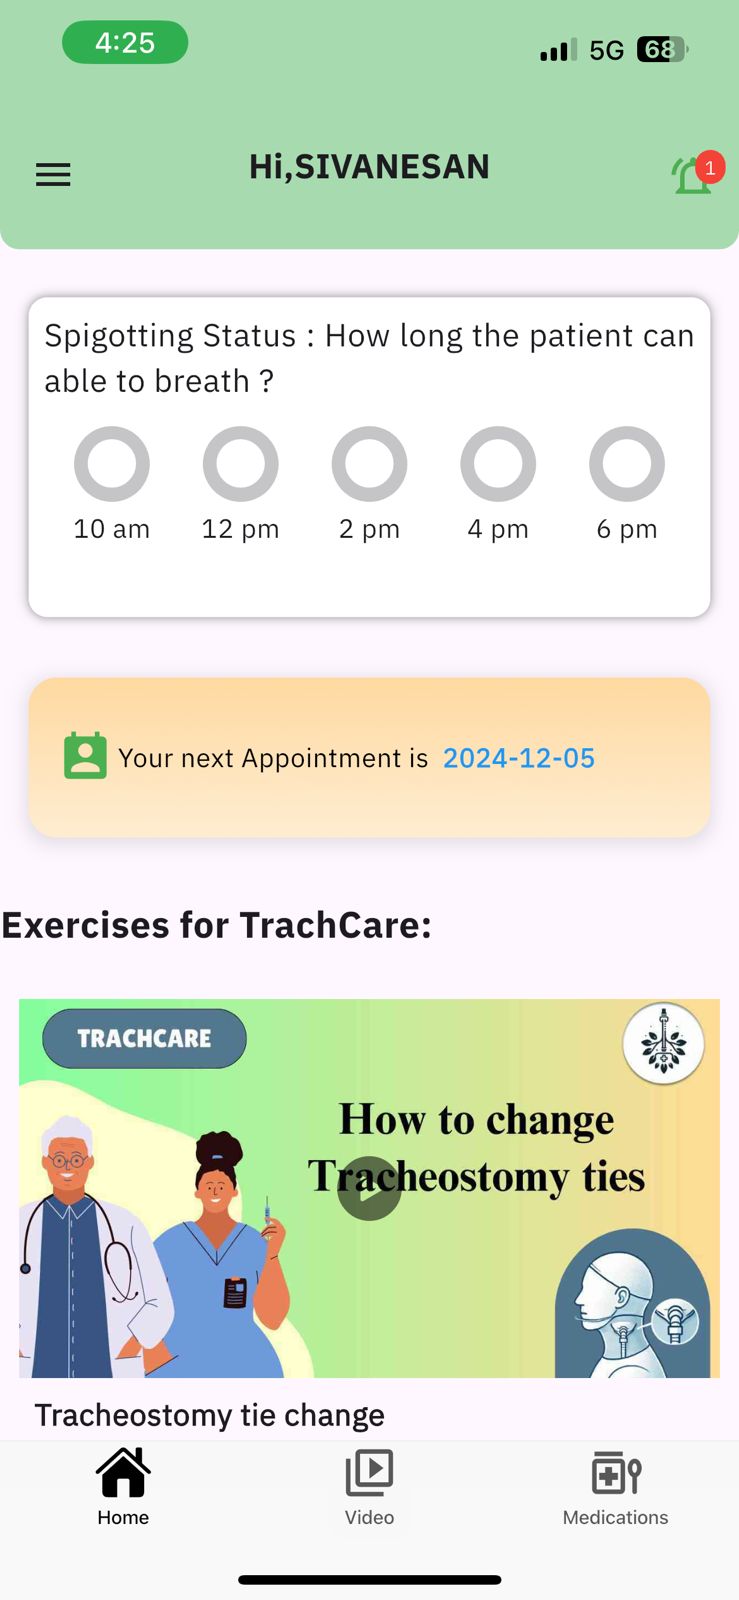 4:25
5G 68
Hi,SIVANESAN
1
Spigotting Status : How long the patient can
able to breath ?
10 am 12 pm 2 pm 4 pm 6 pm
Your next Appointment is 2024-12-05
Exercises for TrachCare:
TRACHCARE
How to change
Tracheostomy ties
Tracheostomy tie change
Home Video Medications